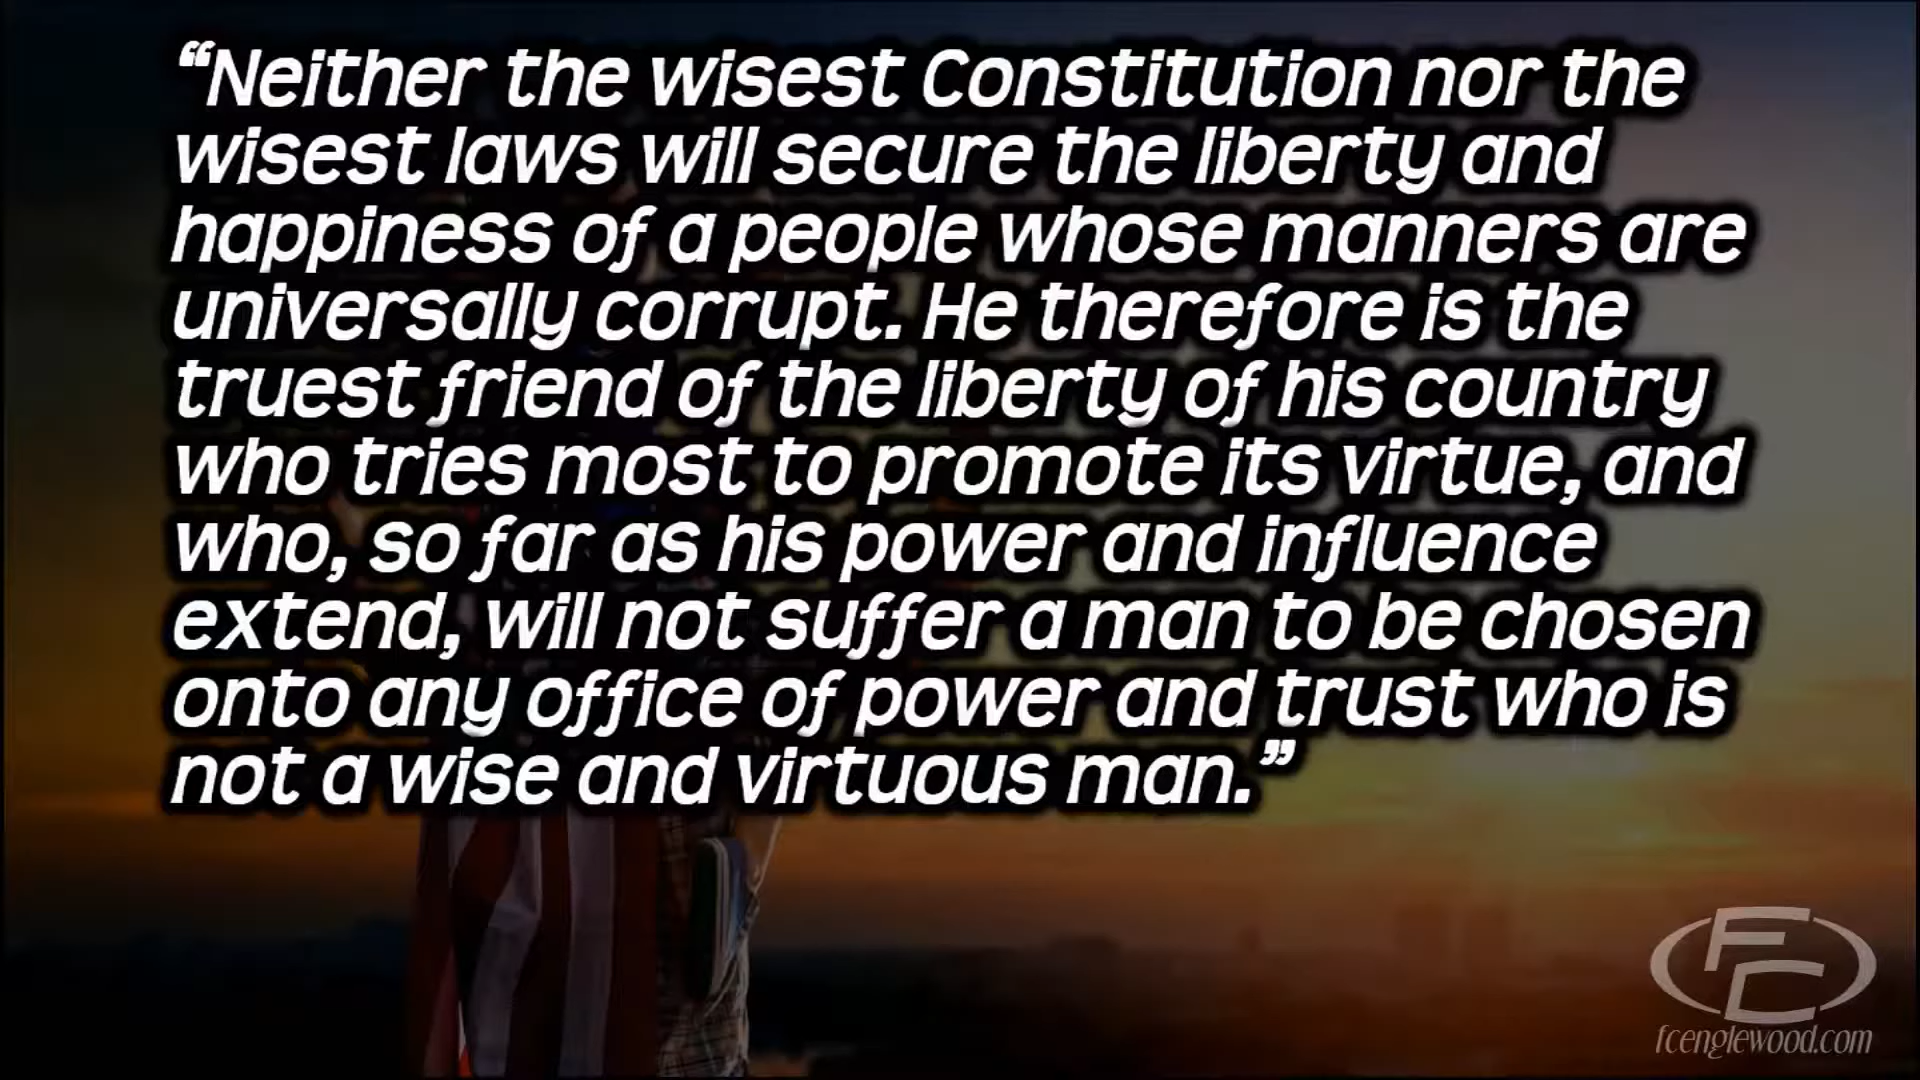 “Neither the wisest Constitution nor the
wisest laws will secure the liberty and
happiness of a people whose manners are
universally corrupt. He therefore is the
truest friend of the liberty of his country
who tries most to promote its virtue, and
who, so far as his power and influence
extend, will not suffer a man to be chosen
onto any office of power and trust who is
not a wise and virtuous man.”
FC
fcenglewood.com